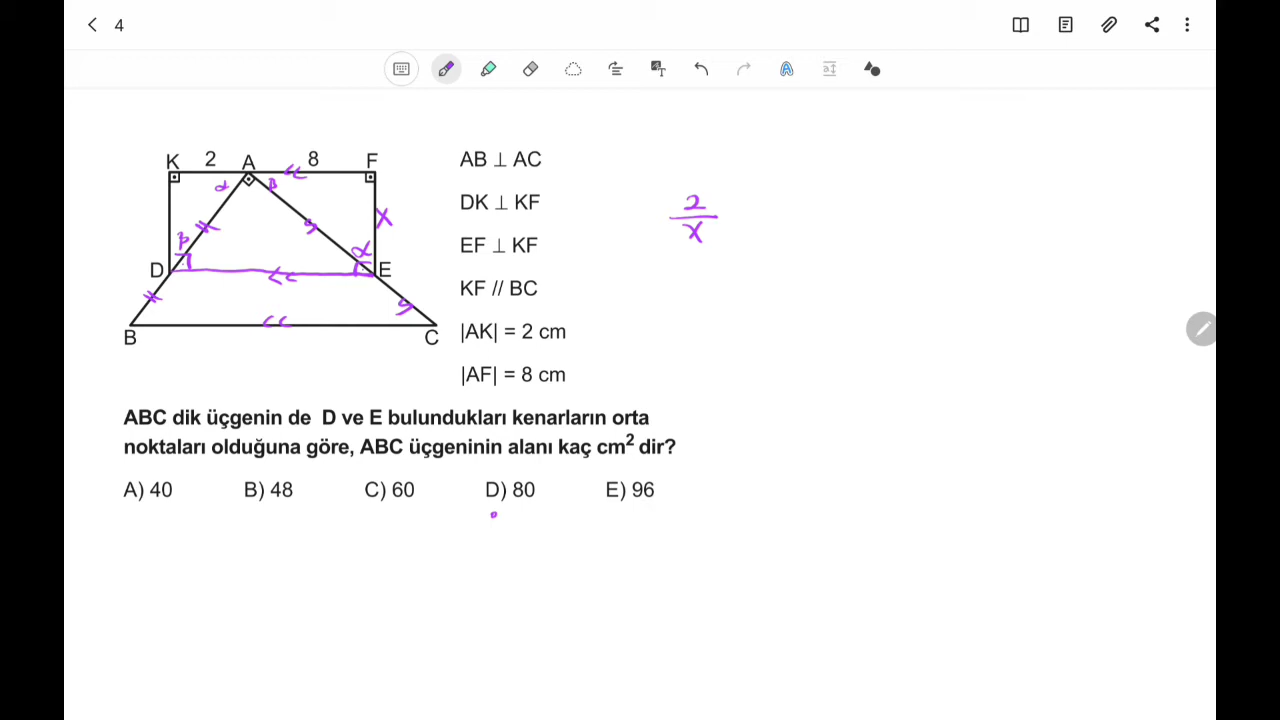 4
K 2 A 8 F
α β
β x
α
D E
B C
AB ⊥ AC
DK ⊥ KF
EF ⊥ KF
KF // BC
|AK| = 2 cm
|AF| = 8 cm
2
x
ABC dik üçgenin de D ve E bulundukları kenarların orta
noktaları olduğuna göre, ABC üçgeninin alanı kaç cm² dir?
A) 40 B) 48 C) 60 D) 80 E) 96